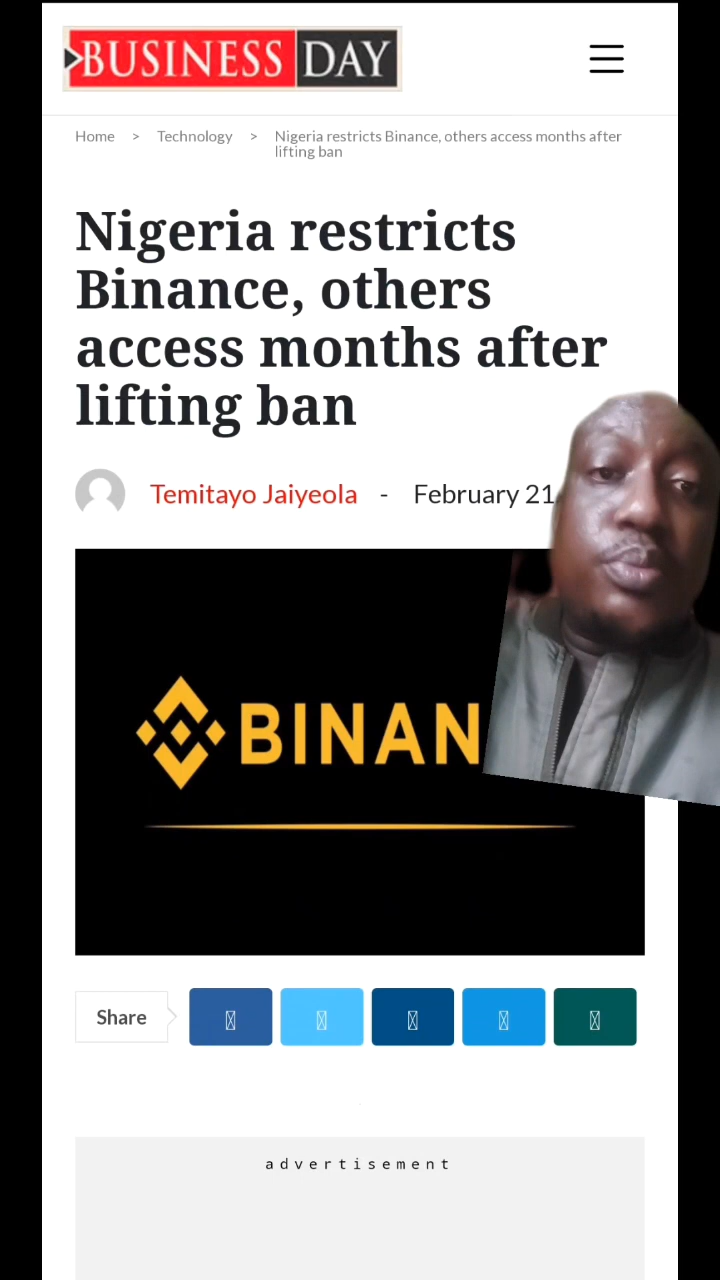 BUSINESS DAY
Home > Technology > Nigeria restricts Binance, others access months after
lifting ban
Nigeria restricts
Binance, others
access months after
lifting ban
Temitayo Jaiyeola - February 21
BINAN
Share
advertisement